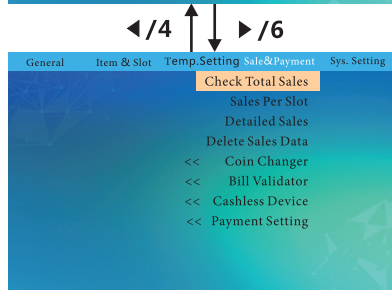 ◀/4 ▶/6
General Item & Slot Temp.Setting Sale&Payment Sys. Setting
Check Total Sales
Sales Per Slot
Detailed Sales
Delete Sales Data
<< Coin Changer
<< Bill Validator
<< Cashless Device
<< Payment Setting